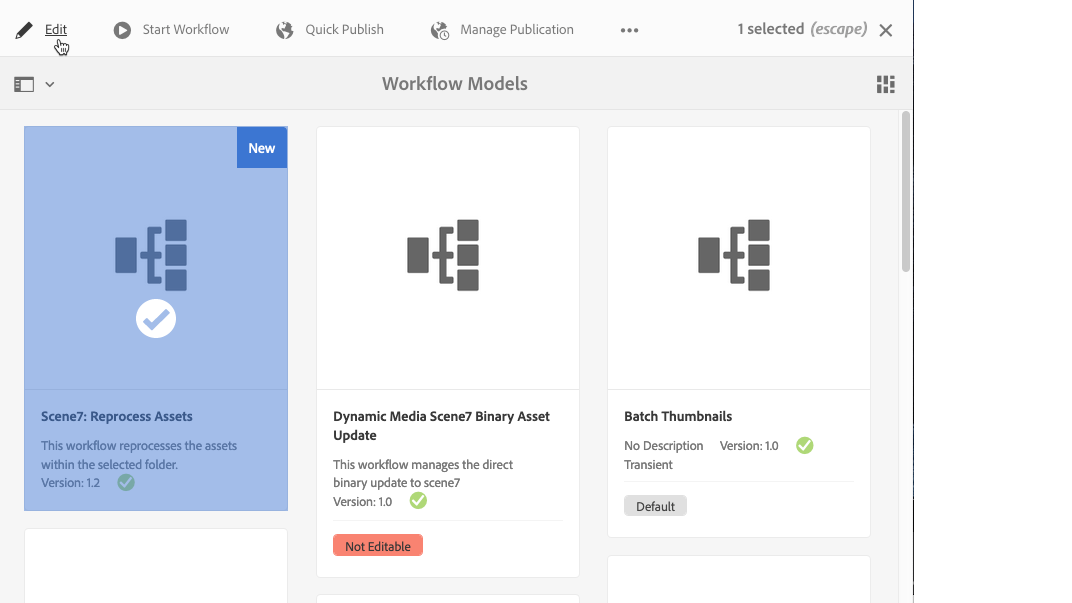 Edit
Start Workflow
Quick Publish
Manage Publication
1 selected (escape)
Workflow Models
New
Scene7: Reprocess Assets
This workflow reprocesses the assets
within the selected folder.
Version: 1.2
Dynamic Media Scene7 Binary Asset
Update
This workflow manages the direct
binary update to scene7
Version: 1.0
Not Editable
Batch Thumbnails
No Description Version: 1.0
Transient
Default